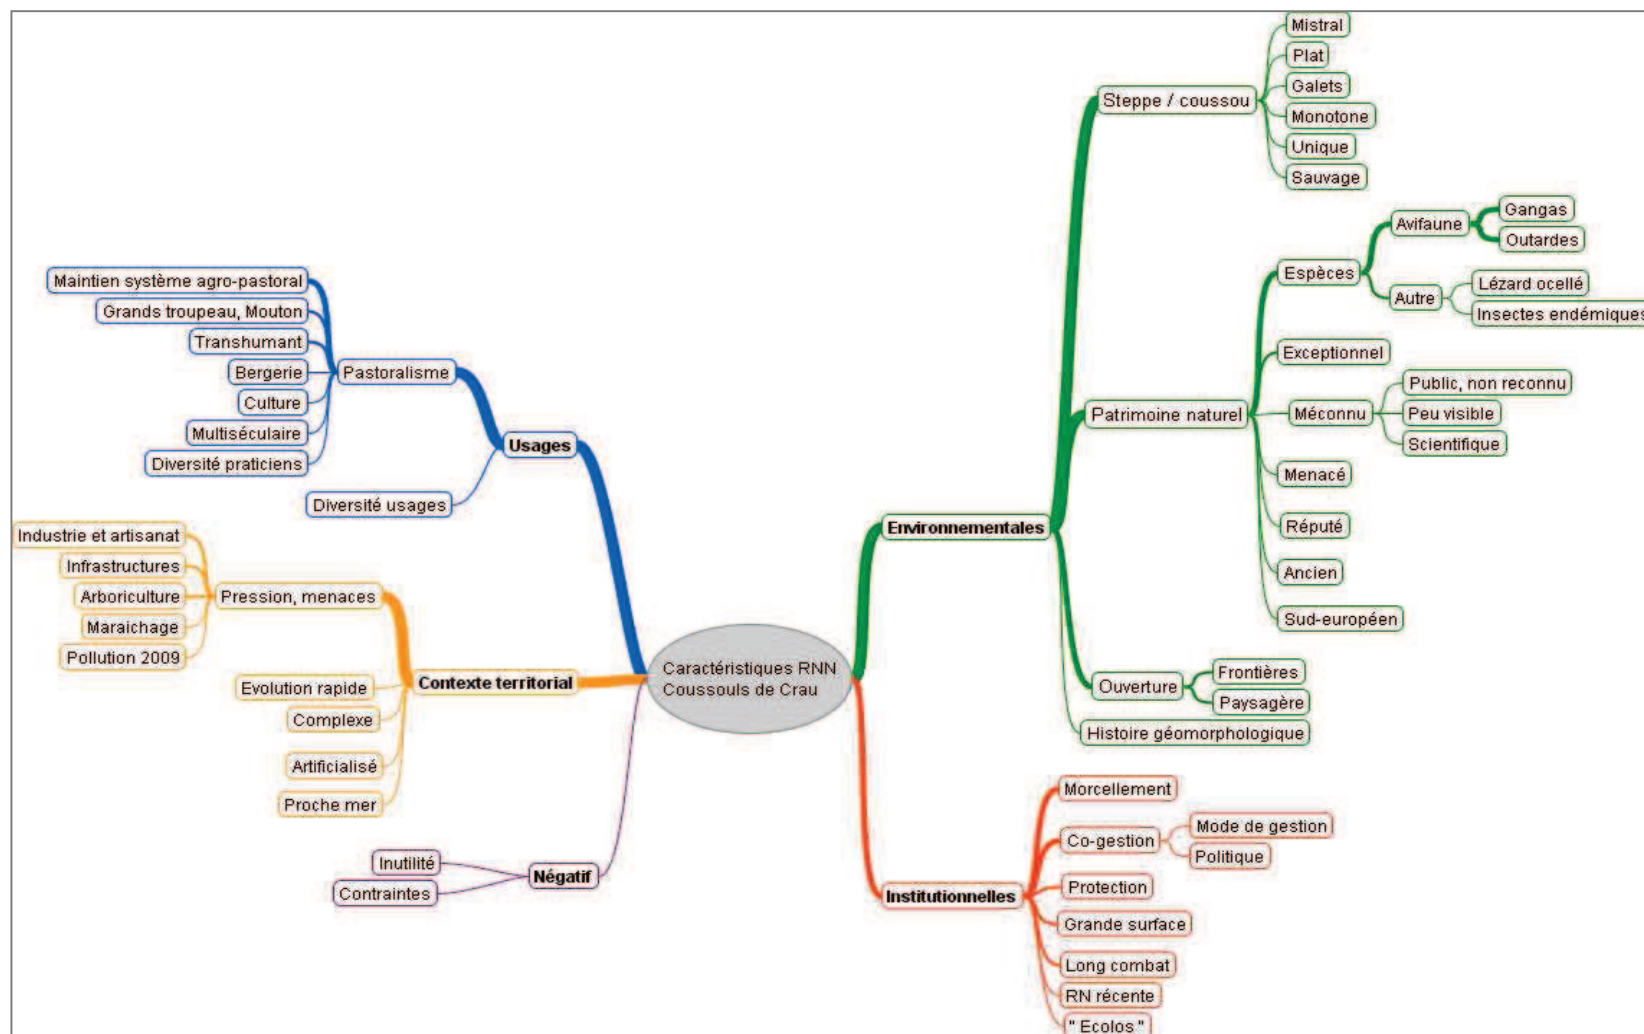 Caractéristiques RNN
Coussouls de Crau
Usages
Pastoralisme
Maintien système agro-pastoral
Grands troupeau, Mouton
Transhumant
Bergerie
Culture
Multiséculaire
Diversité praticiens
Diversité usages
Contexte territorial
Pression, menaces
Industrie et artisanat
Infrastructures
Arboriculture
Maraichage
Pollution 2009
Evolution rapide
Complexe
Artificialisé
Proche mer
Négatif
Inutilité
Contraintes
Environnementales
Steppe / coussou
Mistral
Plat
Galets
Monotone
Unique
Sauvage
Patrimoine naturel
Espèces
Avifaune
Gangas
Outardes
Autre
Lézard ocellé
Insectes endémiques
Exceptionnel
Méconnu
Public, non reconnu
Peu visible
Scientifique
Menacé
Réputé
Ancien
Sud-européen
Ouverture
Frontières
Paysagère
Histoire géomorphologique
Institutionnelles
Morcellement
Co-gestion
Mode de gestion
Politique
Protection
Grande surface
Long combat
RN récente
" Ecolos "